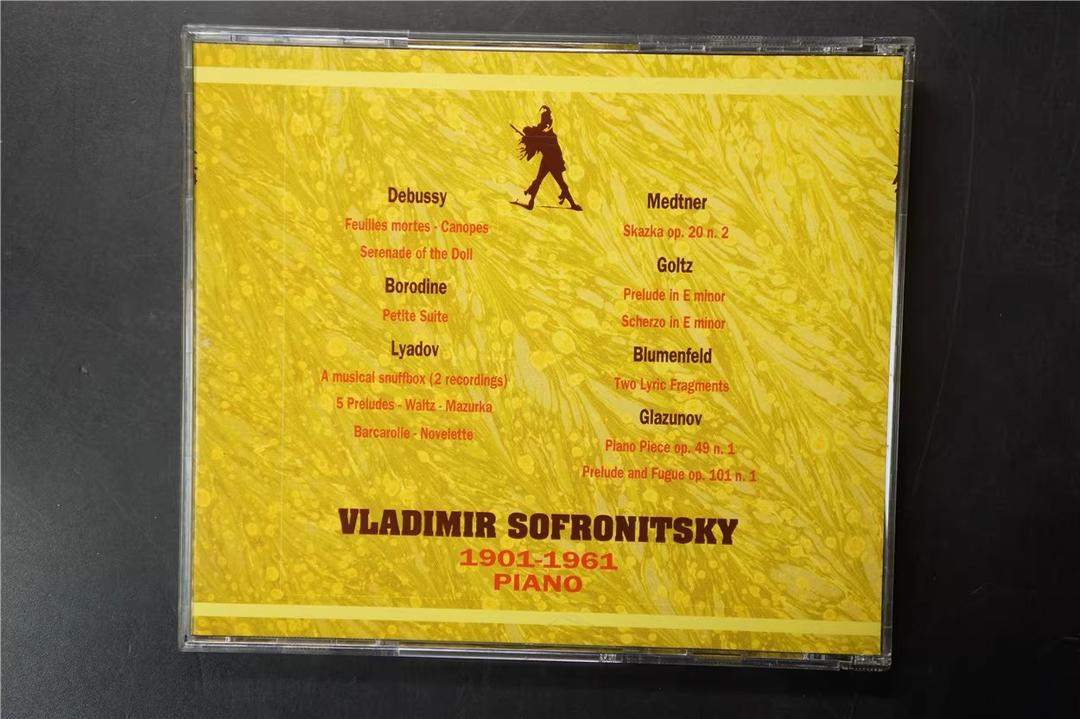 Debussy
Feuilles mortes - Canopes
Serenade of the Doll
Borodine
Petite Suite
Lyadov
A musical snuffbox (2 recordings)
5 Preludes - Waltz - Mazurka
Barcarolle - Novelette
Medtner
Skazka op. 20 n. 2
Goltz
Prelude in E minor
Scherzo in E minor
Blumenfeld
Two Lyric Fragments
Glazunov
Piano Piece op. 49 n. 1
Prelude and Fugue op. 101 n. 1
VLADIMIR SOFRONITSKY
1901-1961
PIANO